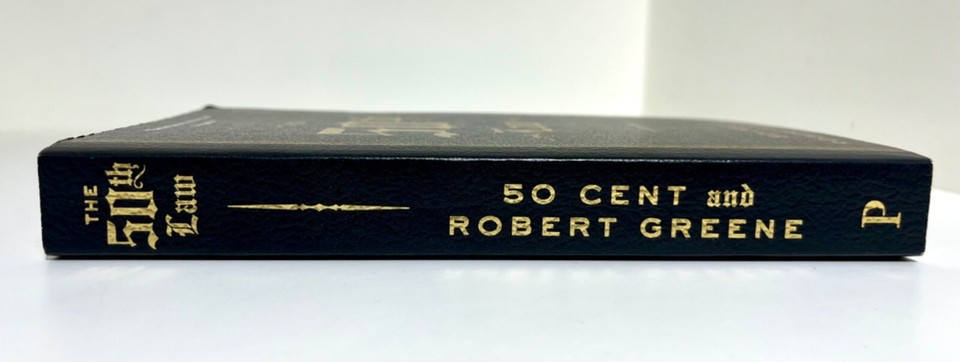 THE
50th
Law
50 CENT and
ROBERT GREENE
P